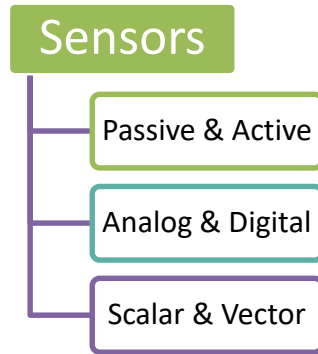 Sensors
Passive & Active
Analog & Digital
Scalar & Vector